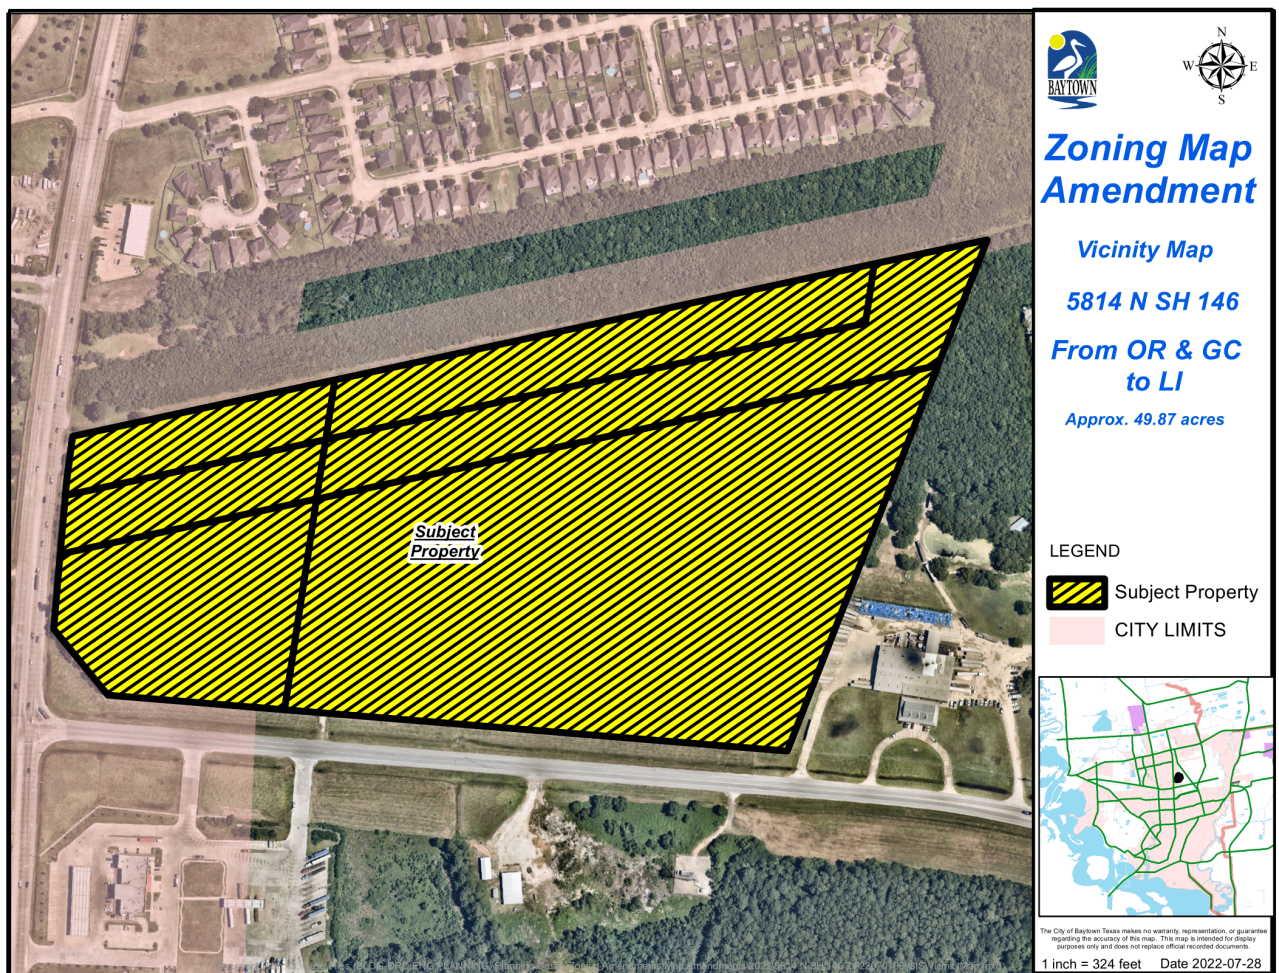 BAYTOWN
N
W
E
S
Zoning Map
Amendment
Vicinity Map
5814 N SH 146
From OR & GC
to LI
Approx. 49.87 acres
Subject
Property
LEGEND
Subject Property
CITY LIMITS
The City of Baytown Texas makes no warranty, representation, or guarantee
regarding the accuracy of this map. This map is intended for display
purposes only and does not replace official recorded documents.
1 inch = 324 feet Date 2022-07-28